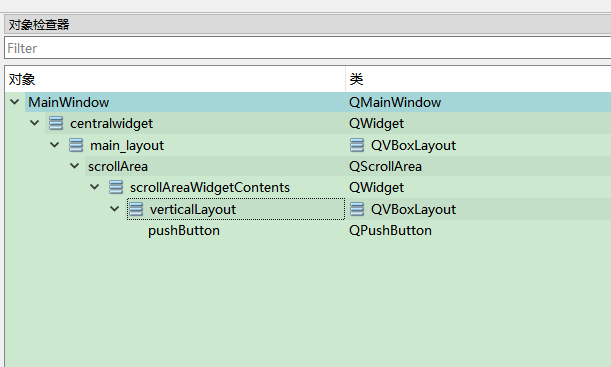 对象检查器
Filter
对象 类
MainWindow QMainWindow
centralwidget QWidget
main_layout QVBoxLayout
scrollArea QScrollArea
scrollAreaWidgetContents QWidget
verticalLayout QVBoxLayout
pushButton QPushButton